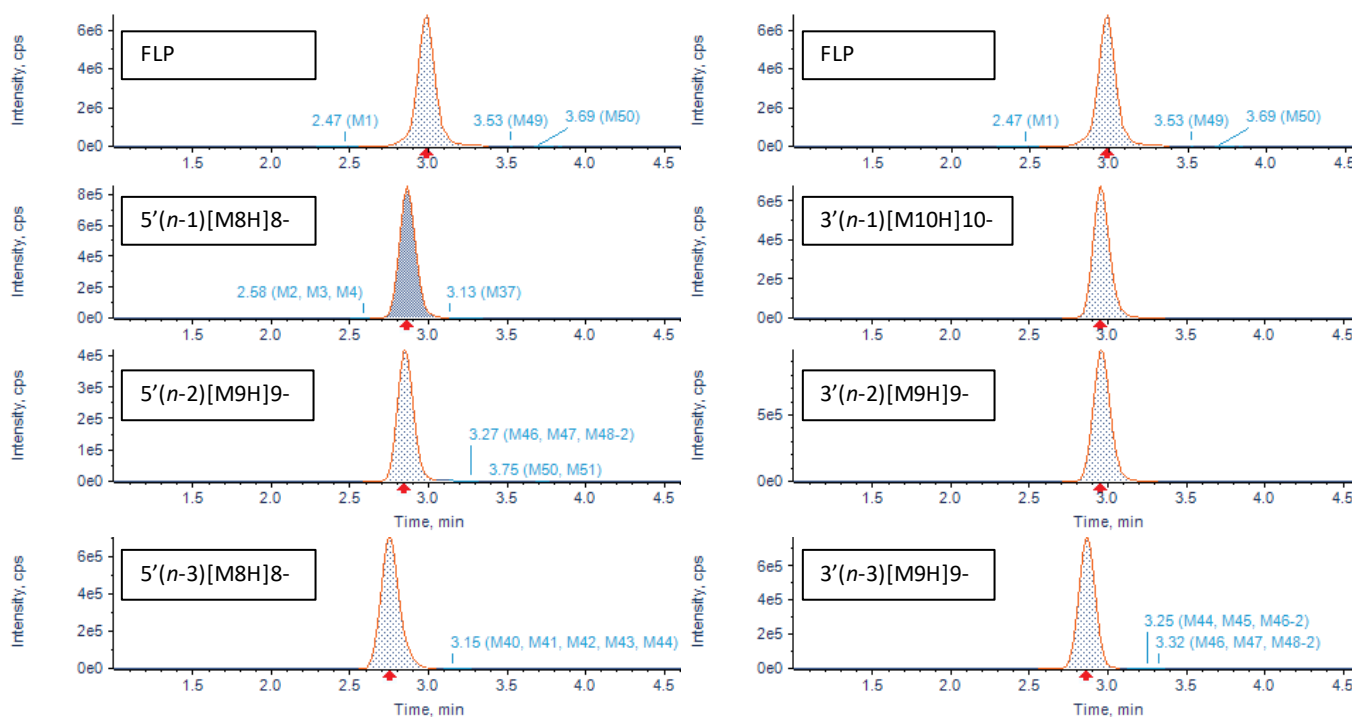 Intensity, cps
6e6
4e6
2e6
0e0
FLP
2.47 (M1)
3.53 (M49)
3.69 (M50)
1.5 2.0 2.5 3.0 3.5 4.0 4.5
Intensity, cps
6e6
4e6
2e6
0e0
FLP
2.47 (M1)
3.53 (M49)
3.69 (M50)
1.5 2.0 2.5 3.0 3.5 4.0 4.5
Intensity, cps
8e5
6e5
4e5
2e5
0e0
5’(n-1)[M8H]8-
2.58 (M2, M3, M4)
3.13 (M37)
1.5 2.0 2.5 3.0 3.5 4.0 4.5
Intensity, cps
6e5
4e5
2e5
0e0
3’(n-1)[M10H]10-
1.5 2.0 2.5 3.0 3.5 4.0 4.5
Intensity, cps
4e5
3e5
2e5
1e5
0e0
5’(n-2)[M9H]9-
3.27 (M46, M47, M48-2)
3.75 (M50, M51)
1.5 2.0 2.5 3.0 3.5 4.0 4.5
Time, min
Intensity, cps
5e5
0e0
3’(n-2)[M9H]9-
1.5 2.0 2.5 3.0 3.5 4.0 4.5
Time, min
Intensity, cps
6e5
4e5
2e5
0e0
5’(n-3)[M8H]8-
3.15 (M40, M41, M42, M43, M44)
1.5 2.0 2.5 3.0 3.5 4.0 4.5
Time, min
Intensity, cps
6e5
4e5
2e5
0e0
3’(n-3)[M9H]9-
3.25 (M44, M45, M46-2)
3.32 (M46, M47, M48-2)
1.5 2.0 2.5 3.0 3.5 4.0 4.5
Time, min